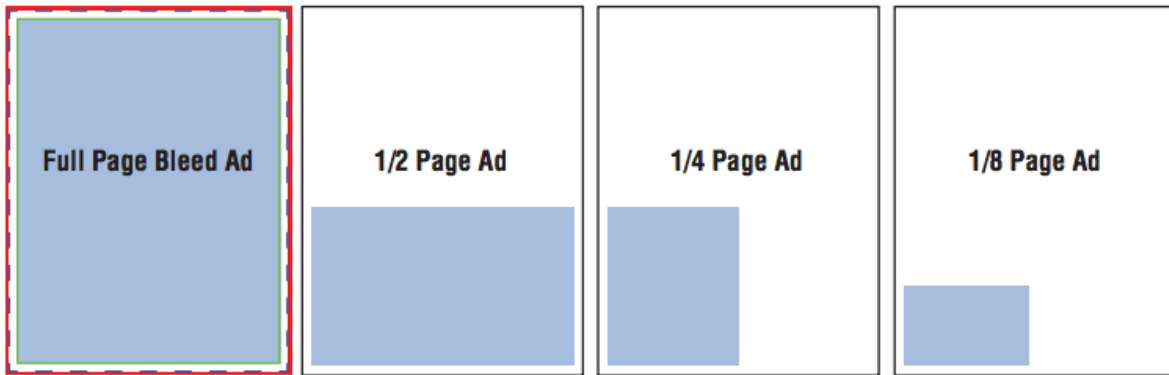 Full Page Bleed Ad
1/2 Page Ad
1/4 Page Ad
1/8 Page Ad